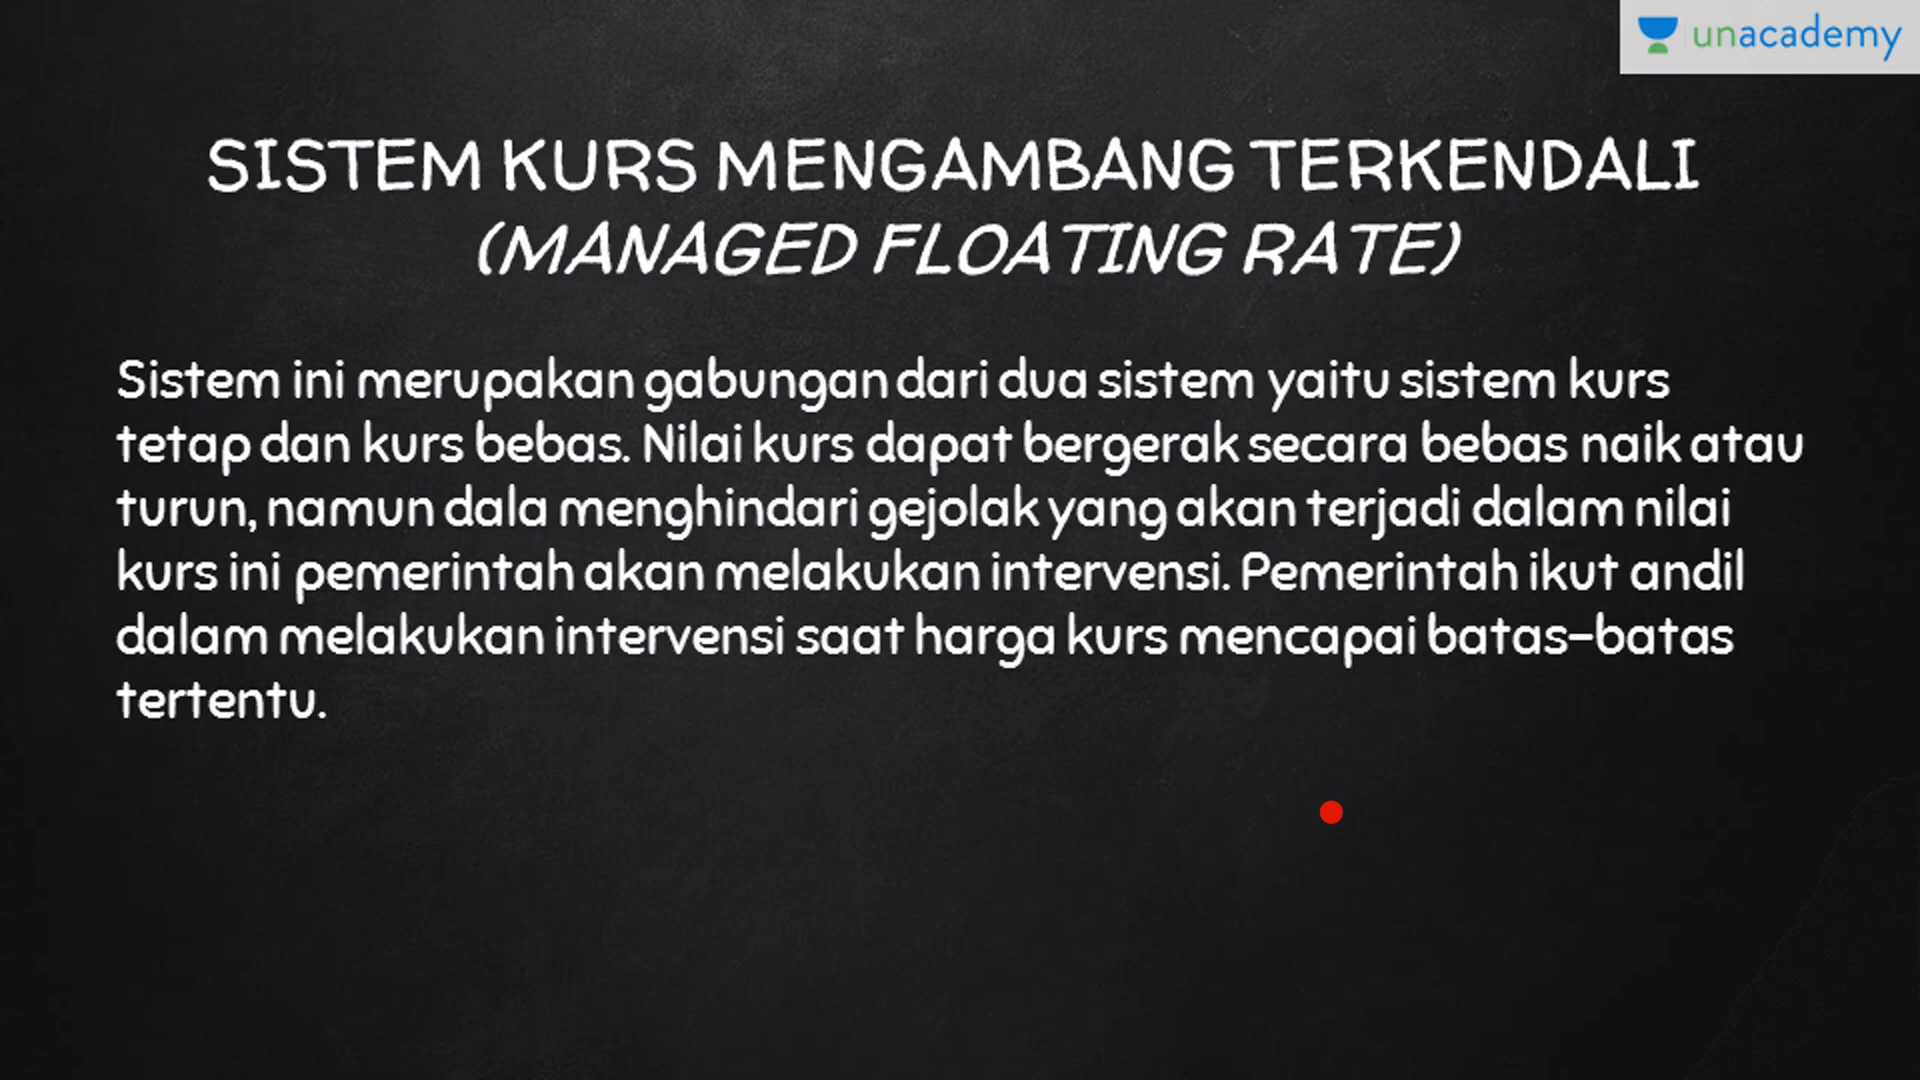 unacademy
SISTEM KURS MENGAMBANG TERKENDALI
(MANAGED FLOATING RATE)
Sistem ini merupakan gabungan dari dua sistem yaitu sistem kurs
tetap dan kurs bebas. Nilai kurs dapat bergerak secara bebas naik atau
turun, namun dala menghindari gejolak yang akan terjadi dalam nilai
kurs ini pemerintah akan melakukan intervensi. Pemerintah ikut andil
dalam melakukan intervensi saat harga kurs mencapai batas-batas
tertentu.